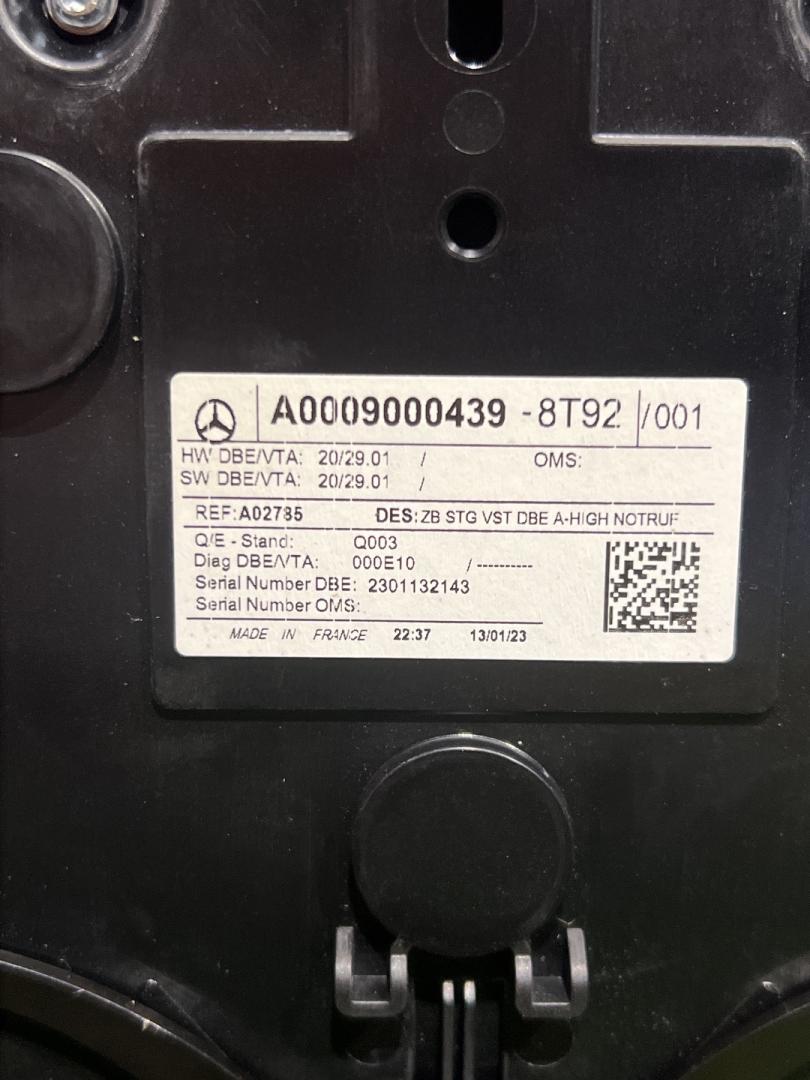 A0009000439 -8T92 /001
HW DBE/VTA: 20/29.01 / OMS:
SW DBE/VTA: 20/29.01 /
REF:A02785 DES:ZB STG VST DBE A-HIGH NOTRUF
Q/E - Stand: Q003
Diag DBE/VTA: 000E10 /----------
Serial Number DBE: 2301132143
Serial Number OMS:
MADE IN FRANCE 22:37 13/01/23